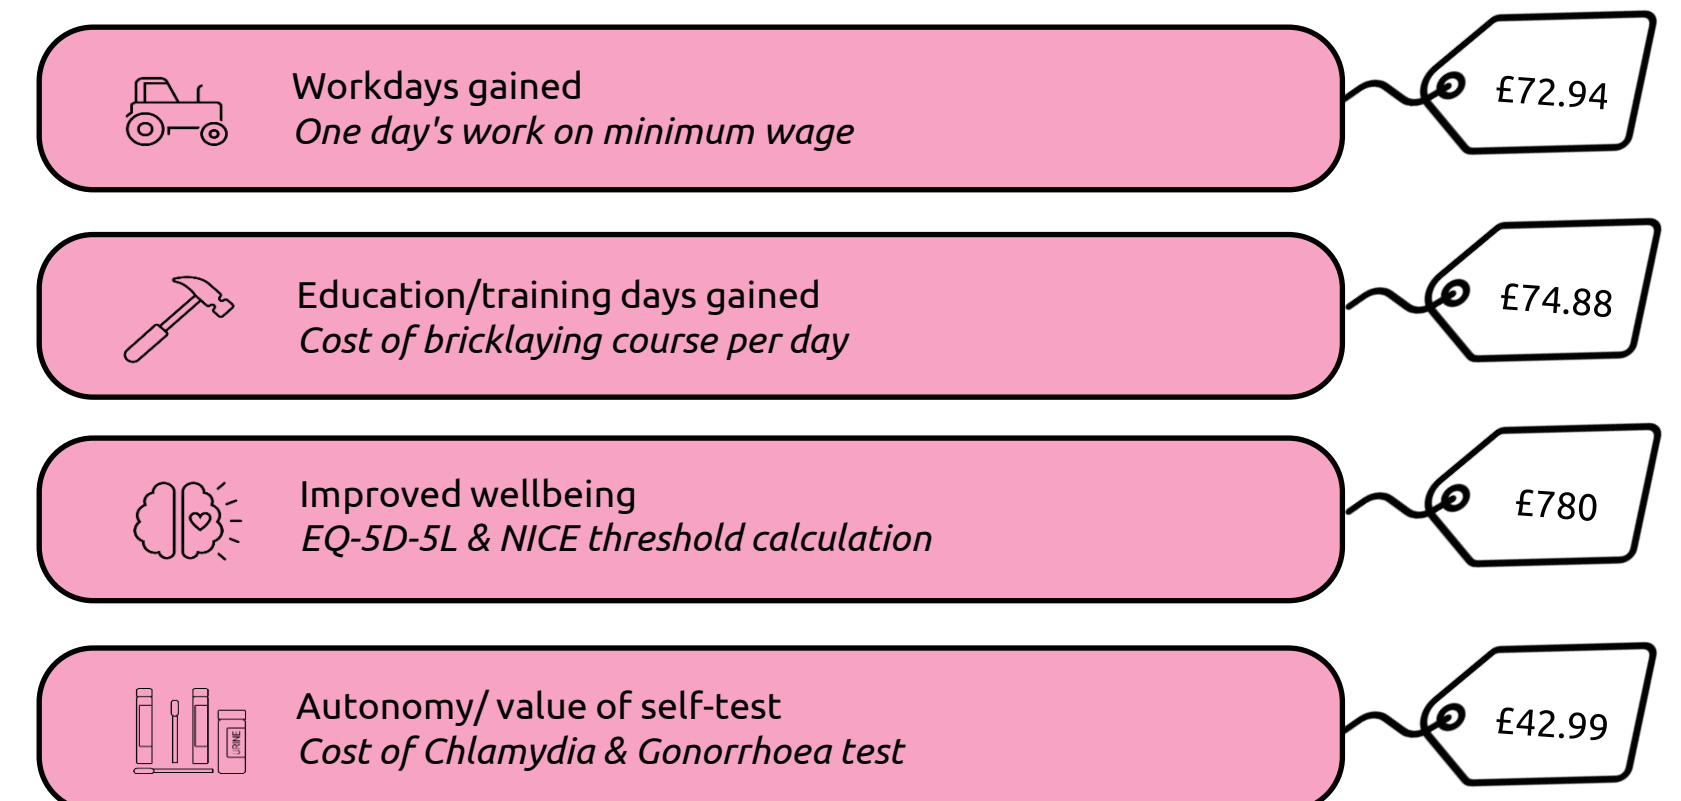 Workdays gained
One day's work on minimum wage
£72.94
Education/training days gained
Cost of bricklaying course per day
£74.88
Improved wellbeing
EQ-5D-5L & NICE threshold calculation
£780
Autonomy/ value of self-test
Cost of Chlamydia & Gonorrhoea test
£42.99
URINE